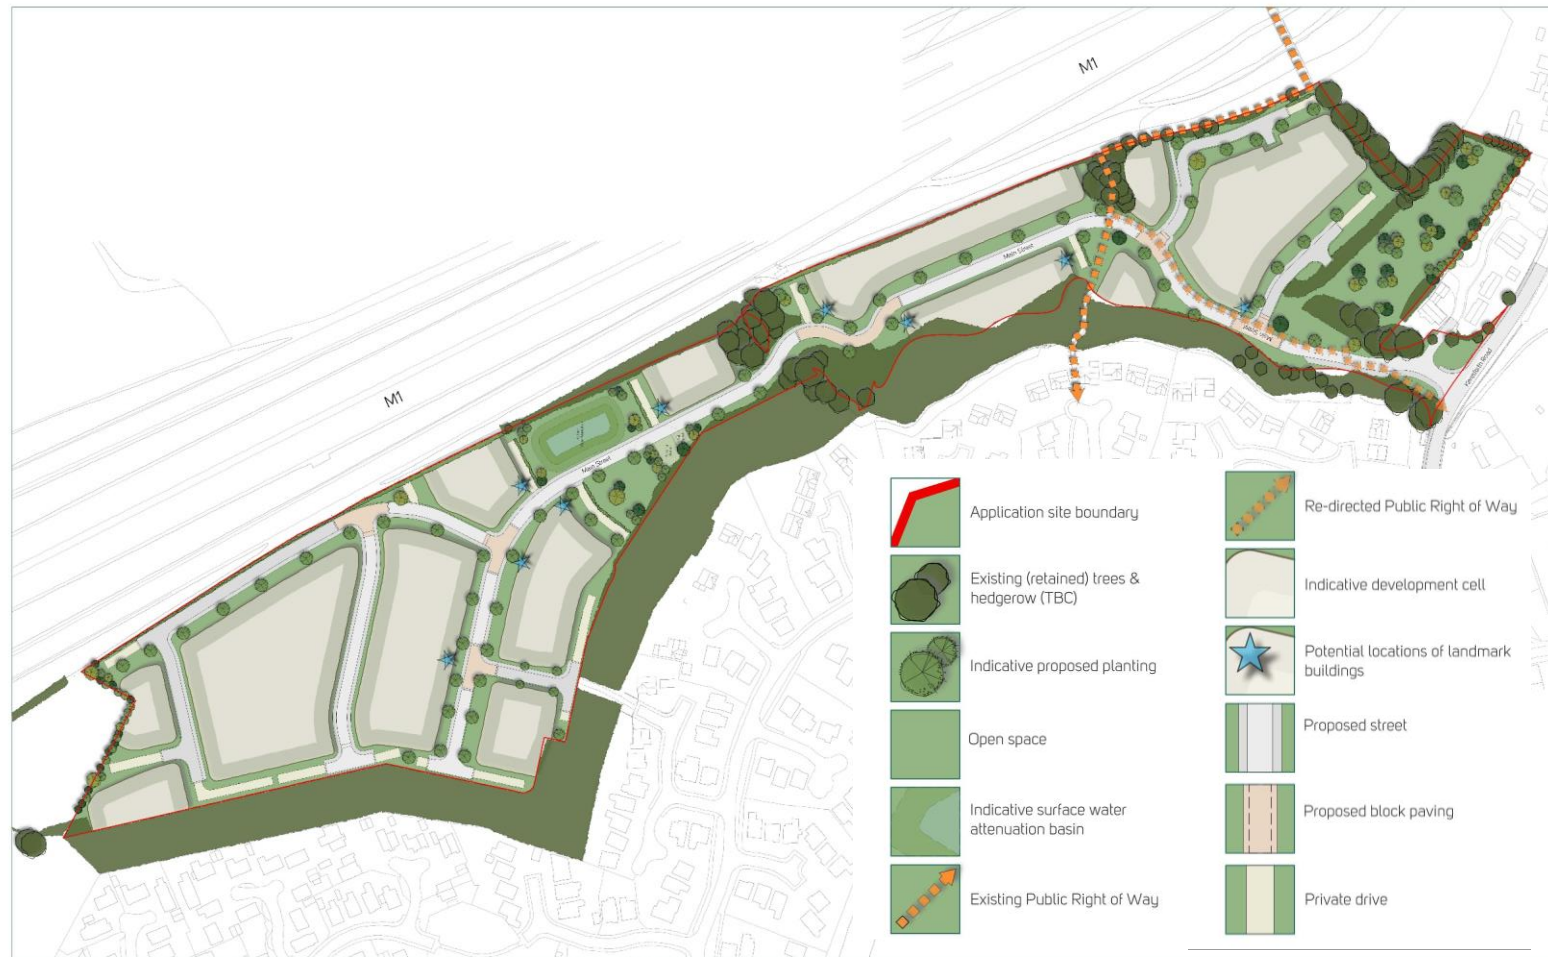 M1
M1
Main Street
Main Street
Main Street
Application site boundary
Existing (retained) trees &
hedgerow (TBC)
Indicative proposed planting
Open space
Indicative surface water
attenuation basin
Existing Public Right of Way
Re-directed Public Right of Way
Indicative development cell
Potential locations of landmark
buildings
Proposed street
Proposed block paving
Private drive